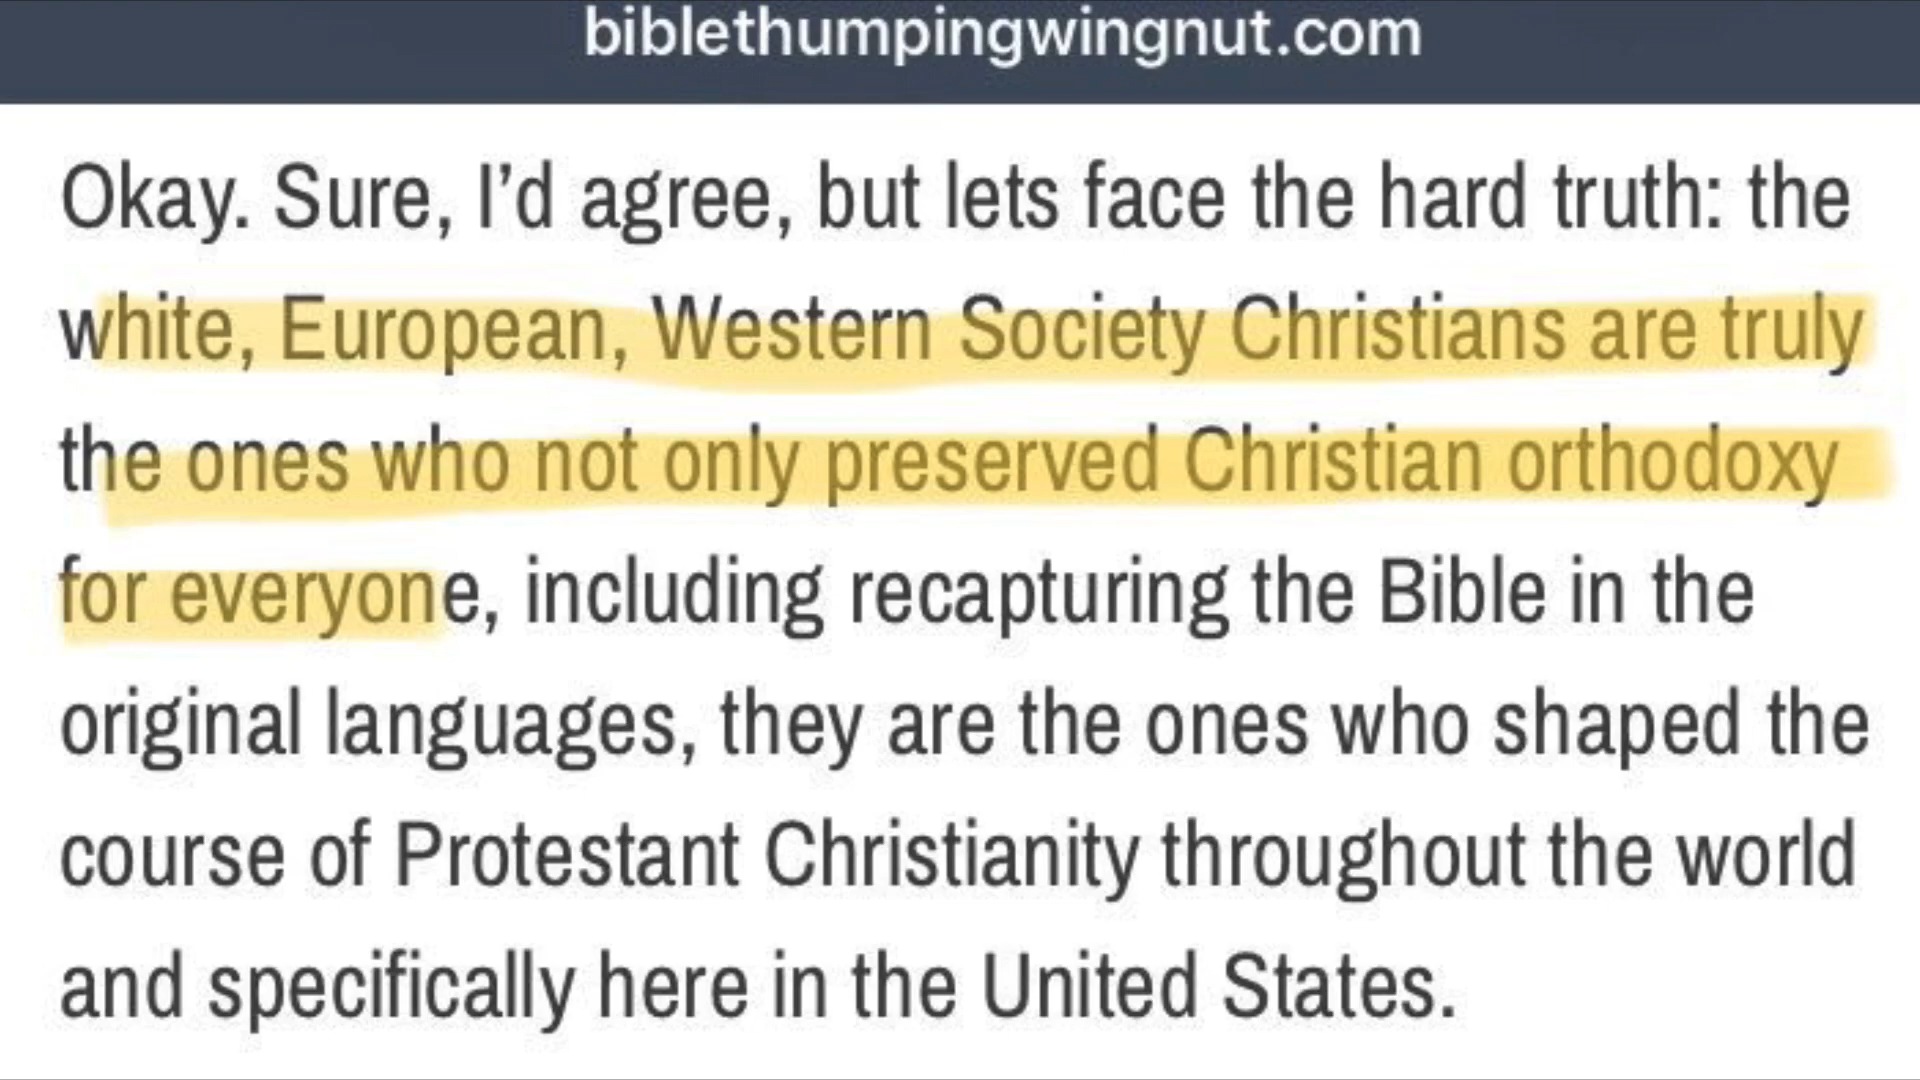 biblethumpingwingnut.com
Okay. Sure, I’d agree, but lets face the hard truth: the
white, European, Western Society Christians are truly
the ones who not only preserved Christian orthodoxy
for everyone, including recapturing the Bible in the
original languages, they are the ones who shaped the
course of Protestant Christianity throughout the world
and specifically here in the United States.